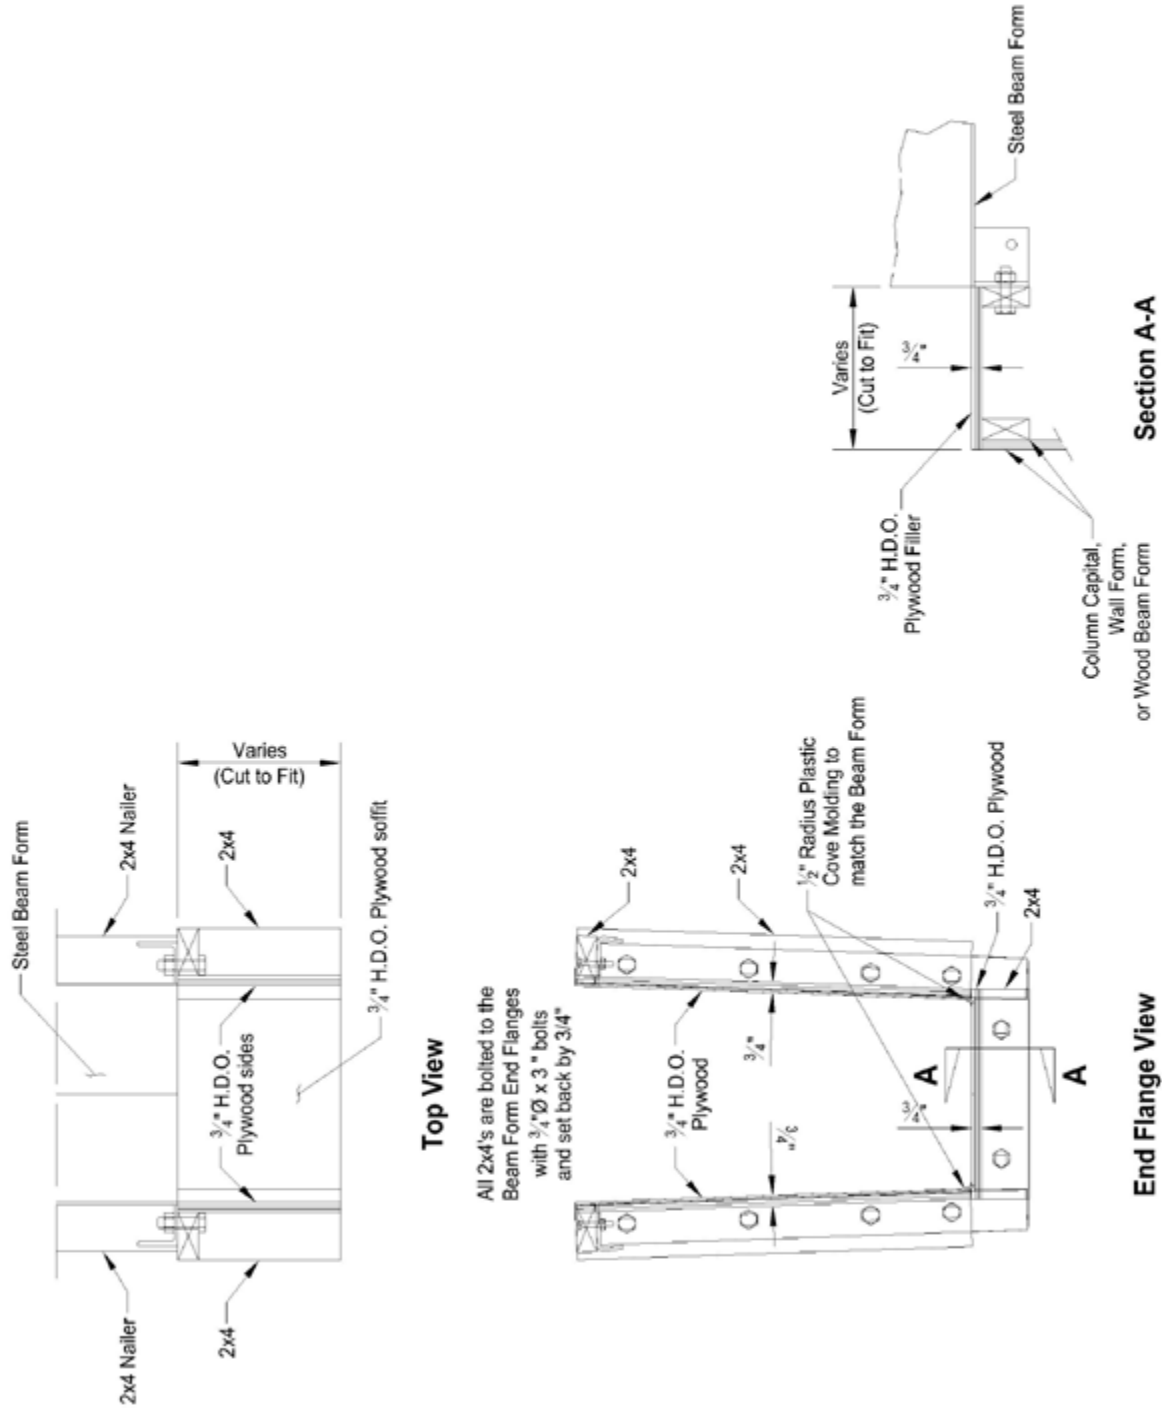 Steel Beam Form
2x4 Nailer
2x4 Nailer
Varies
(Cut to Fit)
2x4
2x4
3/4" H.D.O.
Plywood sides
3/4" H.D.O. Plywood soffit
Top View
All 2x4's are bolted to the
Beam Form End Flanges
with 3/4"Ø x 3 " bolts
and set back by 3/4"
2x4
2x4
3/4" H.D.O.
Plywood
3/4"
3/4"
1/2" Radius Plastic
Cove Molding to
match the Beam Form
3/4"
A
A
3/4" H.D.O. Plywood
2x4
End Flange View
Varies
(Cut to Fit)
3/4"
3/4" H.D.O.
Plywood Filler
Steel Beam Form
Column Capital,
Wall Form,
or Wood Beam Form
Section A-A